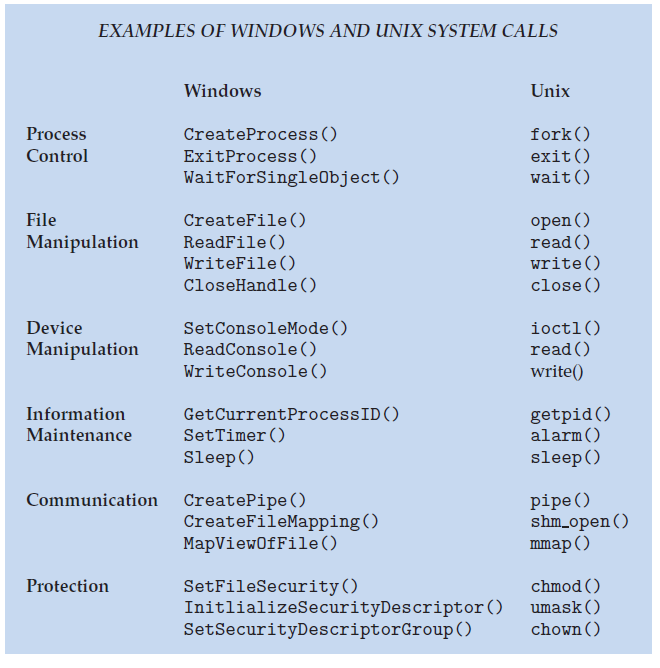 EXAMPLES OF WINDOWS AND UNIX SYSTEM CALLS
Windows Unix
Process CreateProcess() fork()
Control ExitProcess() exit()
WaitForSingleObject() wait()
File CreateFile() open()
Manipulation ReadFile() read()
WriteFile() write()
CloseHandle() close()
Device SetConsoleMode() ioctl()
Manipulation ReadConsole() read()
WriteConsole() write()
Information GetCurrentProcessID() getpid()
Maintenance SetTimer() alarm()
Sleep() sleep()
Communication CreatePipe() pipe()
CreateFileMapping() shm_open()
MapViewOfFile() mmap()
Protection SetFileSecurity() chmod()
InitlializeSecurityDescriptor() umask()
SetSecurityDescriptorGroup() chown()